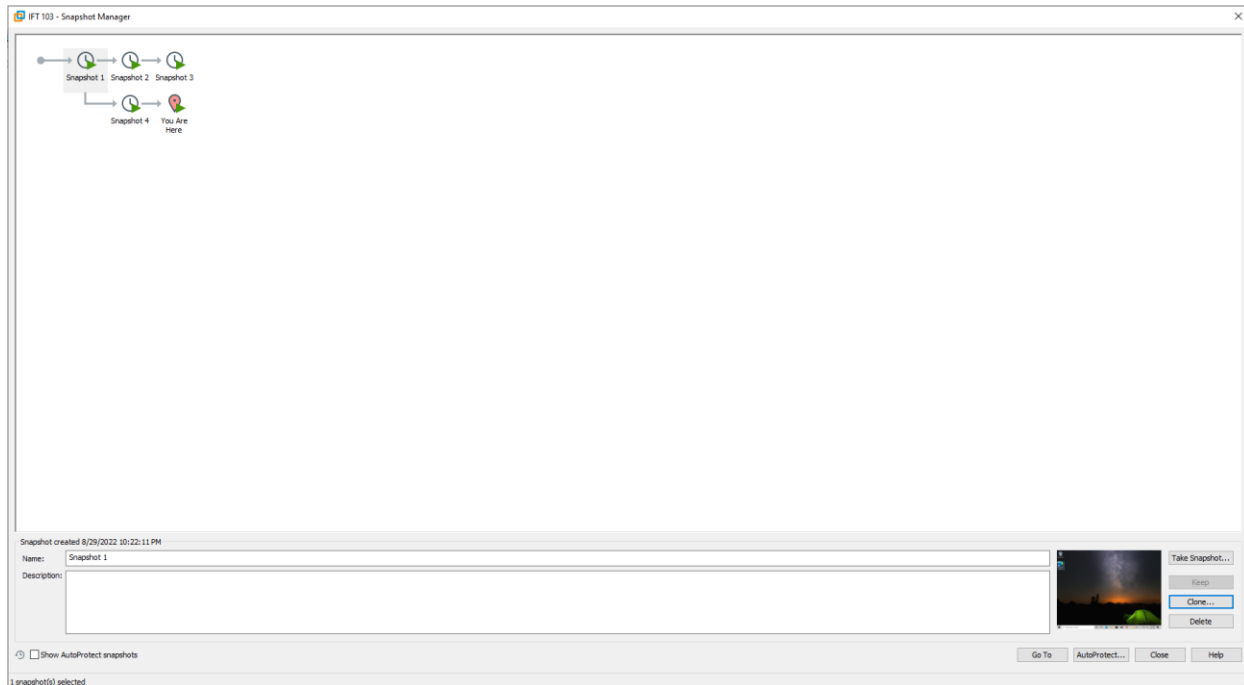 IFT 103 - Snapshot Manager
Snapshot 1 Snapshot 2 Snapshot 3
Snapshot 4 You Are
Here
Snapshot created 8/29/2022 10:22:11 PM
Name: Snapshot 1 Take Snapshot...
Description:
Keep
Clone...
Delete
Show AutoProtect snapshots Go To AutoProtect... Close Help
1 snapshot(s) selected